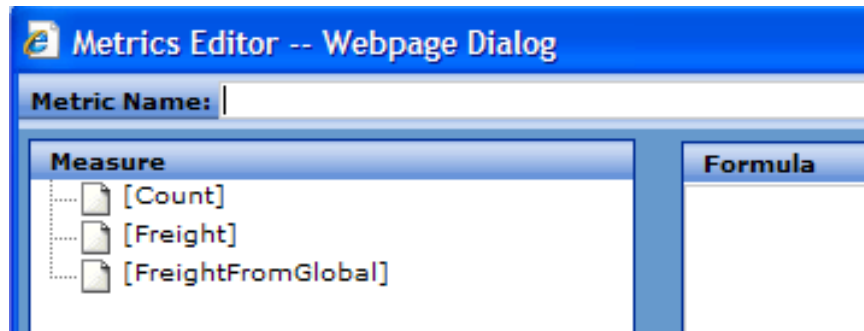 Metrics Editor -- Webpage Dialog
Metric Name:
Measure
Formula
[Count]
[Freight]
[FreightFromGlobal]